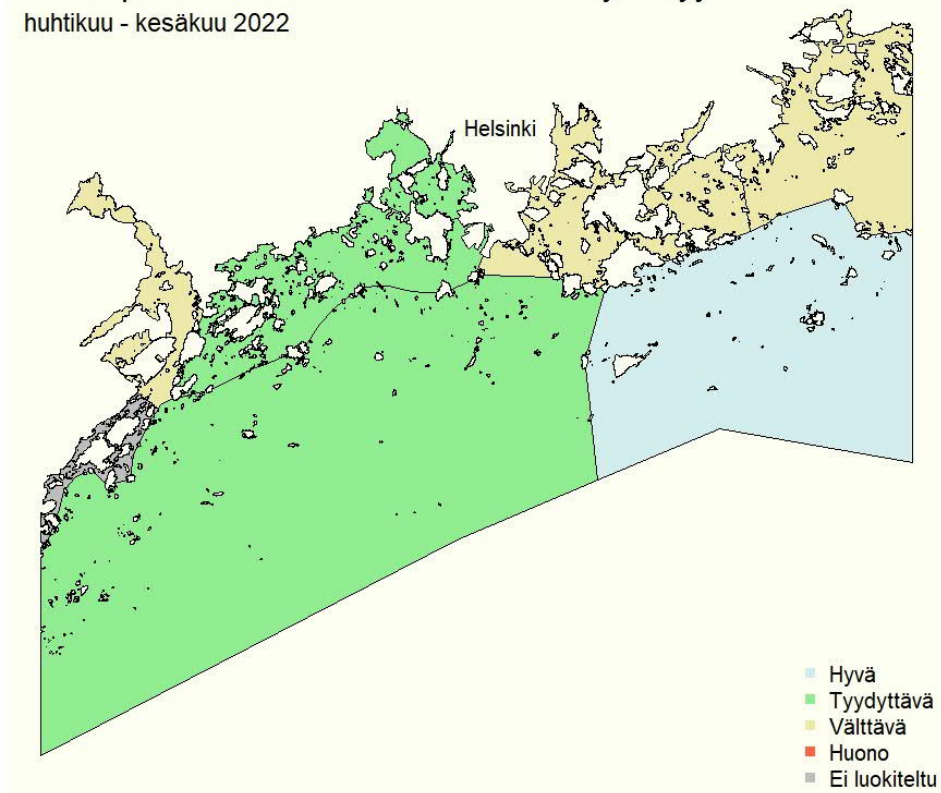 huhtikuu - kesäkuu 2022
Helsinki
Hyvä
Tyydyttävä
Välttävä
Huono
Ei luokiteltu